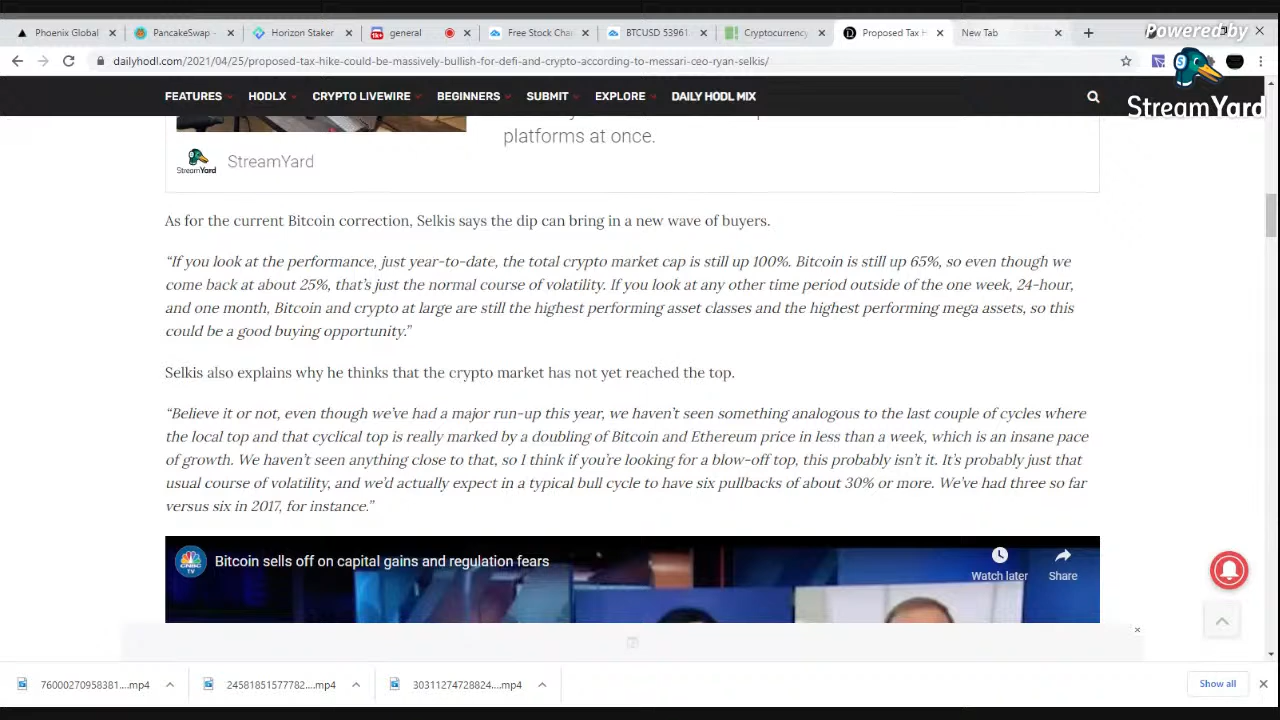 Phoenix Global
PancakeSwap -
Horizon Staker
general
Free Stock Cha
BTCUSD 53961
Cryptocurrency
Proposed Tax H
New Tab
Powered by
dailyhodl.com/2021/04/25/proposed-tax-hike-could-be-massively-bullish-for-defi-and-crypto-according-to-messari-ceo-ryan-selkis/
FEATURES
HODLX
CRYPTO LIVEWIRE
BEGINNERS
SUBMIT
EXPLORE
DAILY HODL MIX
StreamYard
platforms at once.
StreamYard
StreamYard
As for the current Bitcoin correction, Selkis says the dip can bring in a new wave of buyers.
“If you look at the performance, just year-to-date, the total crypto market cap is still up 100%. Bitcoin is still up 65%, so even though we
come back at about 25%, that’s just the normal course of volatility. If you look at any other time period outside of the one week, 24-hour,
and one month, Bitcoin and crypto at large are still the highest performing asset classes and the highest performing mega assets, so this
could be a good buying opportunity.”
Selkis also explains why he thinks that the crypto market has not yet reached the top.
“Believe it or not, even though we’ve had a major run-up this year, we haven’t seen something analogous to the last couple of cycles where
the local top and that cyclical top is really marked by a doubling of Bitcoin and Ethereum price in less than a week, which is an insane pace
of growth. We haven’t seen anything close to that, so I think if you’re looking for a blow-off top, this probably isn’t it. It’s probably just that
usual course of volatility, and we’d actually expect in a typical bull cycle to have six pullbacks of about 30% or more. We’ve had three so far
versus six in 2017, for instance.”
CNBC
TV
Bitcoin sells off on capital gains and regulation fears
Watch later
Share
76000270958381....mp4
24581851577782....mp4
30311274728824....mp4
Show all